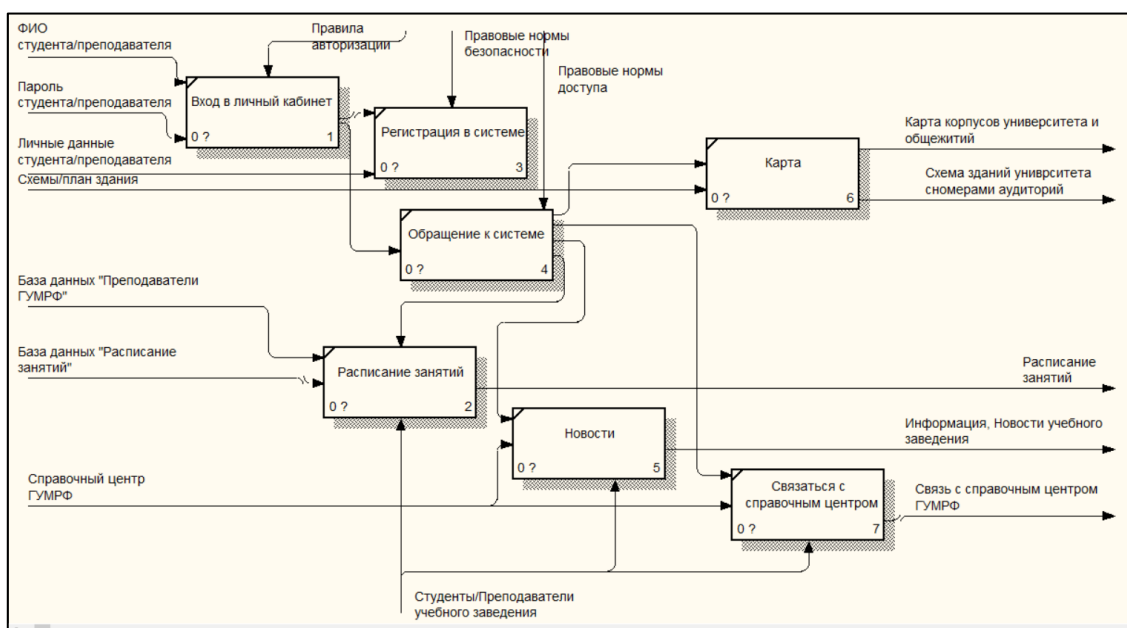 ФИО
студента/преподавателя
Правила
авторизации
Правовые нормы
безопасности
Правовые нормы
доступа
Пароль
студента/преподавателя
Вход в личный кабинет
0 ?
1
Регистрация в системе
0 ?
3
Личные данные
студента/преподавателя
Схемы/план здания
Карта
0 ?
6
Карта корпусов университета и
общежитий
Схема зданий универститета
сномерами аудиторий
Обращение к системе
0 ?
4
База данных "Преподаватели
ГУМРФ"
База данных "Расписание
занятий"
Расписание занятий
0 ?
2
Расписание
занятий
Новости
0 ?
5
Информация, Новости учебного
заведения
Справочный центр
ГУМРФ
Связаться с
справочным центром
0 ?
7
Связь с справочным центром
ГУМРФ
Студенты/Преподаватели
учебного заведения